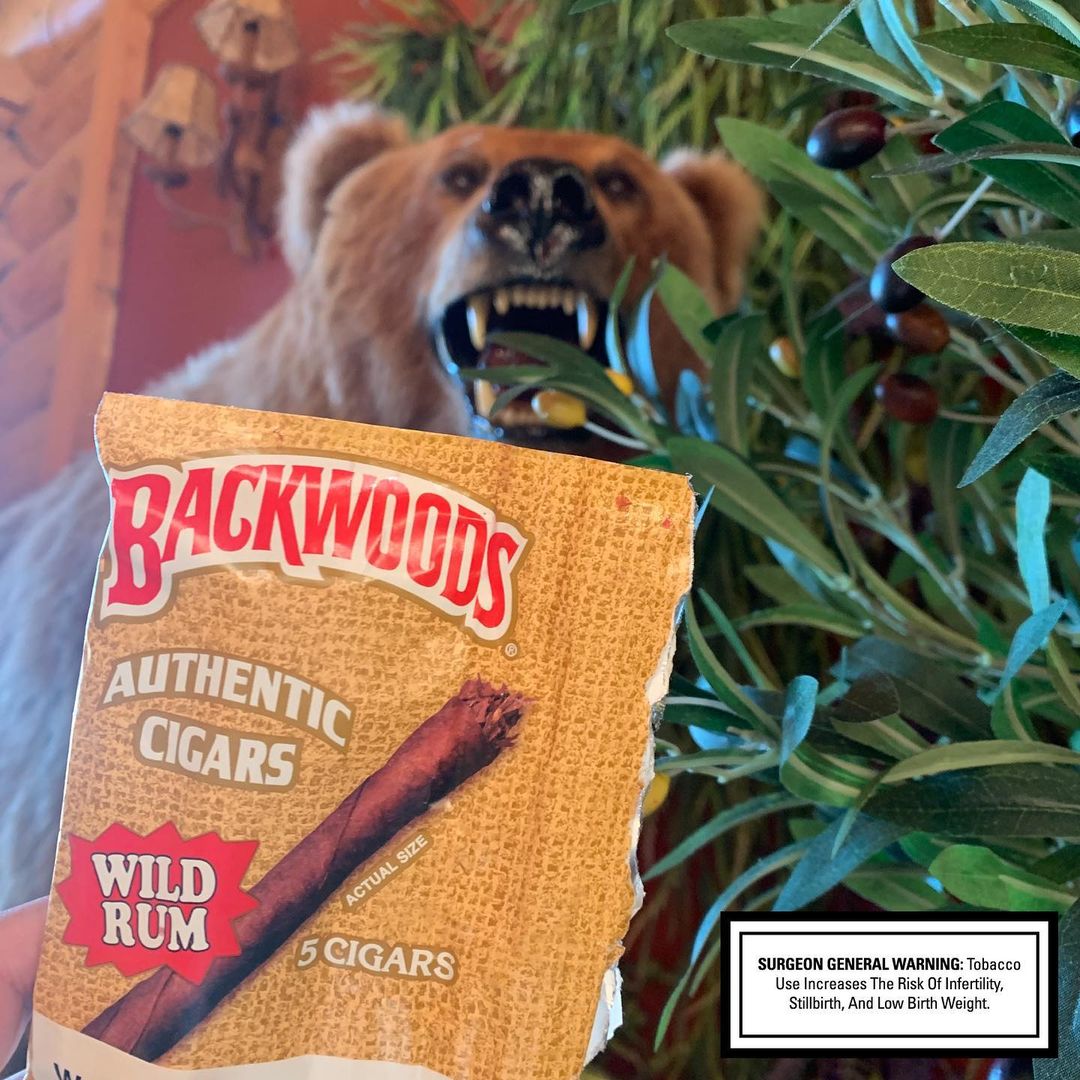 BACKWOODS®
AUTHENTIC
CIGARS
WILD
RUM
ACTUAL SIZE
5 CIGARS
SURGEON GENERAL WARNING: Tobacco
Use Increases The Risk Of Infertility,
Stillbirth, And Low Birth Weight.